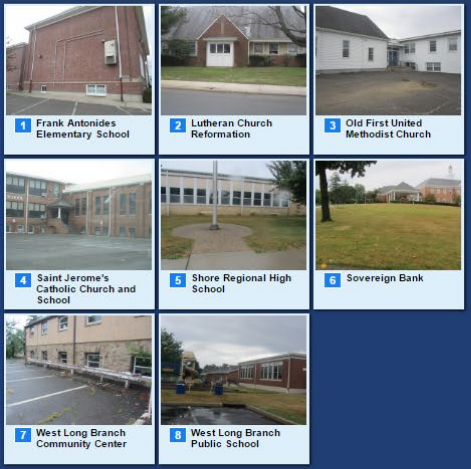 1 Frank Antonides
Elementary School
2 Lutheran Church
Reformation
3 Old First United
Methodist Church
4 Saint Jerome's
Catholic Church and
School
5 Shore Regional High
School
6 Sovereign Bank
7 West Long Branch
Community Center
8 West Long Branch
Public School